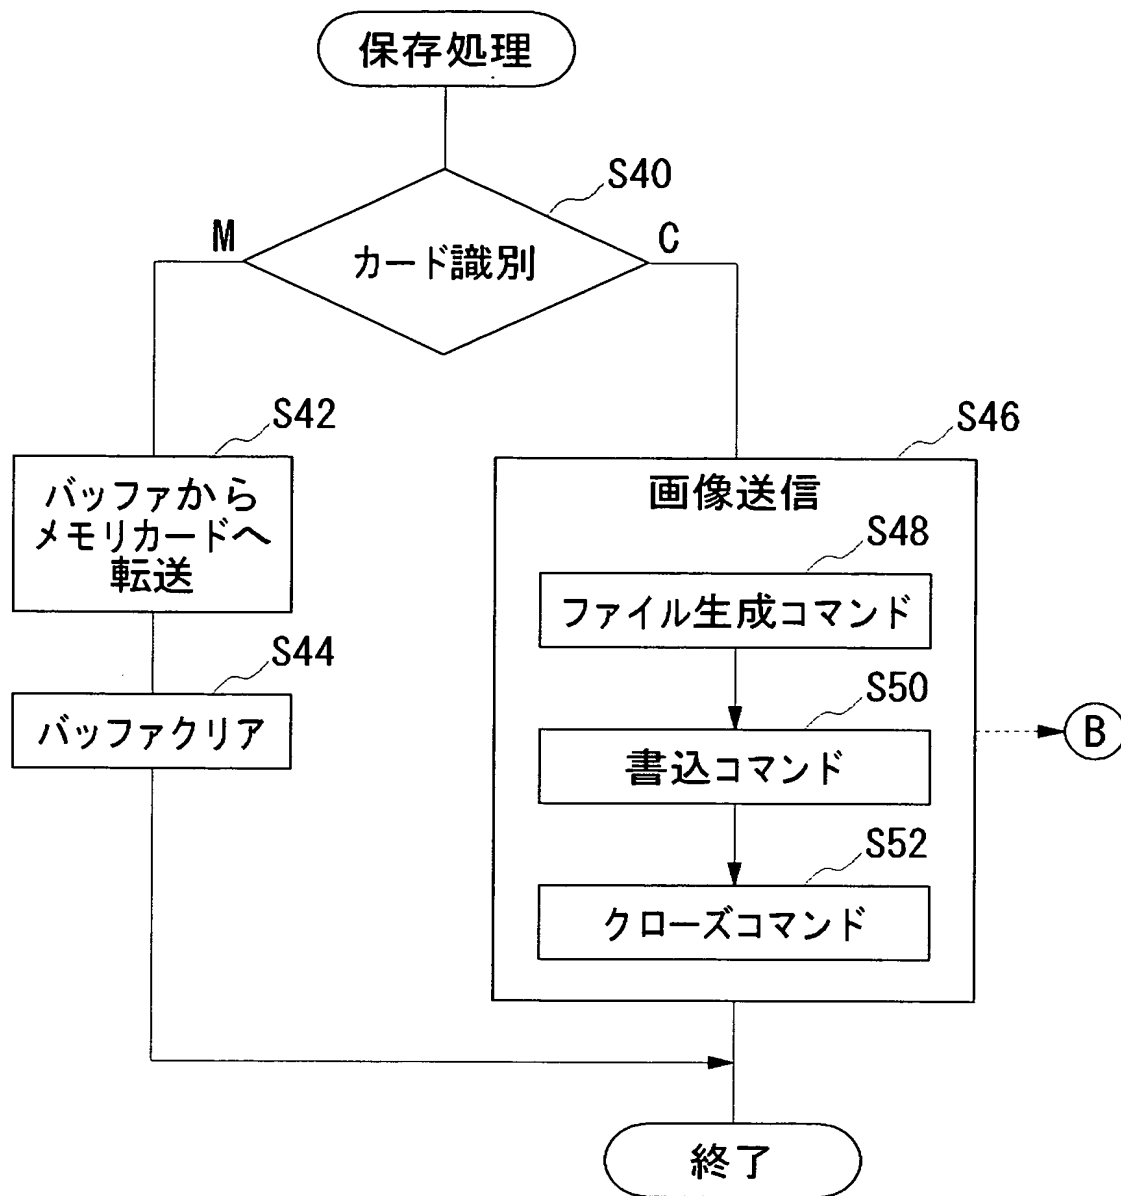 保存処理
S40
M
カード識別
C
S42
バッファから
メモリカードへ
転送
S44
バッファクリア
S46
画像送信
S48
ファイル生成コマンド
S50
書込コマンド
B
S52
クローズコマンド
終了